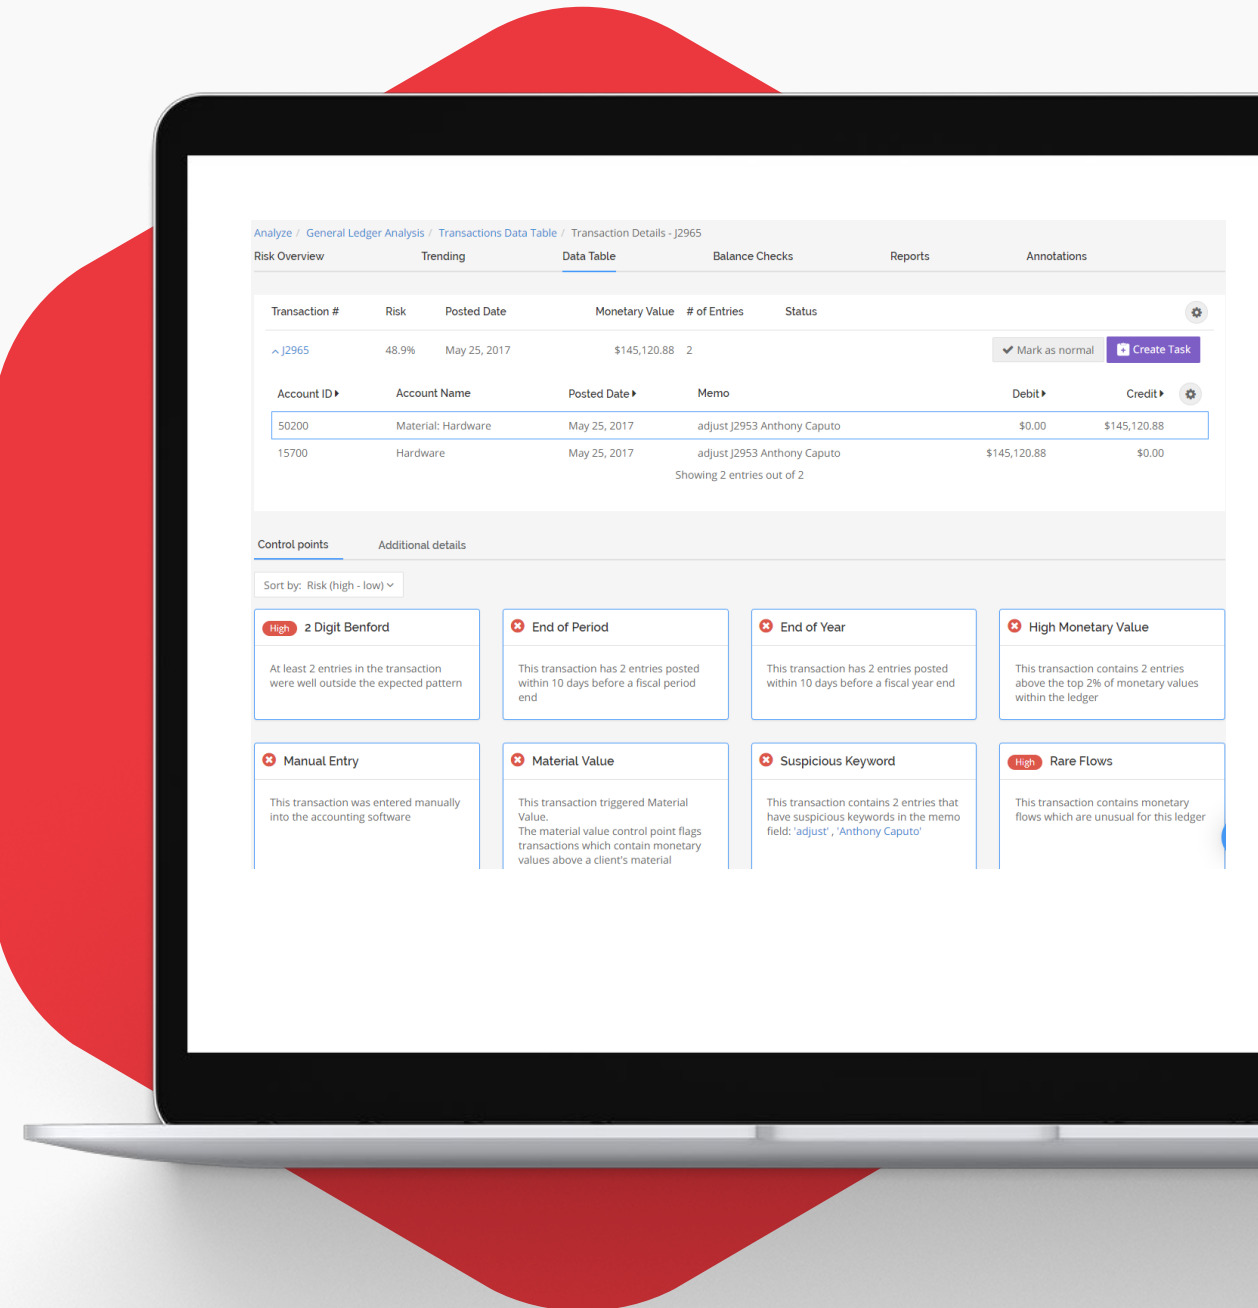 Analyze / General Ledger Analysis / Transactions Data Table / Transaction Details - J2965
Risk Overview Trending Data Table Balance Checks Reports Annotations
Transaction # Risk Posted Date Monetary Value # of Entries Status
J2965 48.9% May 25, 2017 $145,120.88 2 Mark as normal Create Task
Account ID Account Name Posted Date Memo Debit Credit
50200 Material: Hardware May 25, 2017 adjust J2953 Anthony Caputo $0.00 $145,120.88
15700 Hardware May 25, 2017 adjust J2953 Anthony Caputo $145,120.88 $0.00
Showing 2 entries out of 2
Control points Additional details
Sort by: Risk (high - low)
High 2 Digit Benford
At least 2 entries in the transaction
were well outside the expected pattern
End of Period
This transaction has 2 entries posted
within 10 days before a fiscal period
end
End of Year
This transaction has 2 entries posted
within 10 days before a fiscal year end
High Monetary Value
This transaction contains 2 entries
above the top 2% of monetary values
within the ledger
Manual Entry
This transaction was entered manually
into the accounting software
Material Value
This transaction triggered Material
Value.
The material value control point flags
transactions which contain monetary
values above a client's material
Suspicious Keyword
This transaction contains 2 entries that
have suspicious keywords in the memo
field: 'adjust' , 'Anthony Caputo'
High Rare Flows
This transaction contains monetary
flows which are unusual for this ledger